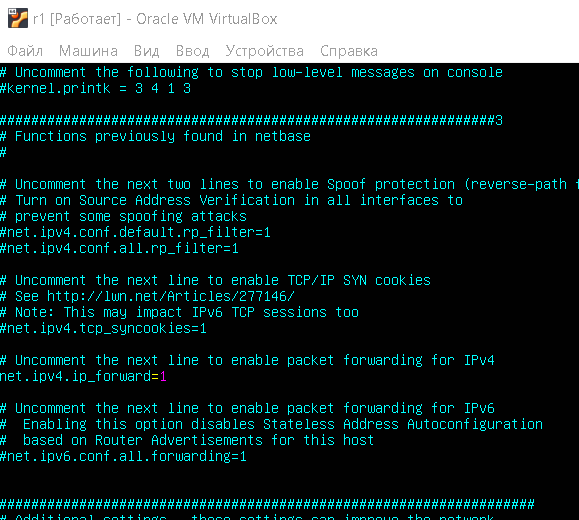 r1 [Работает] - Oracle VM VirtualBox
Файл Машина Вид Ввод Устройства Справка
# Uncomment the following to stop low-level messages on console
#kernel.printk = 3 4 1 3
##############################################################3
# Functions previously found in netbase
#
# Uncomment the next two lines to enable Spoof protection (reverse-path f
# Turn on Source Address Verification in all interfaces to
# prevent some spoofing attacks
#net.ipv4.conf.default.rp_filter=1
#net.ipv4.conf.all.rp_filter=1
# Uncomment the next line to enable TCP/IP SYN cookies
# See http://lwn.net/Articles/277146/
# Note: This may impact IPv6 TCP sessions too
#net.ipv4.tcp_syncookies=1
# Uncomment the next line to enable packet forwarding for IPv4
net.ipv4.ip_forward=1
# Uncomment the next line to enable packet forwarding for IPv6
#  Enabling this option disables Stateless Address Autoconfiguration
#  based on Router Advertisements for this host
#net.ipv6.conf.all.forwarding=1
###################################################################
# Additional settings - these settings can improve the network